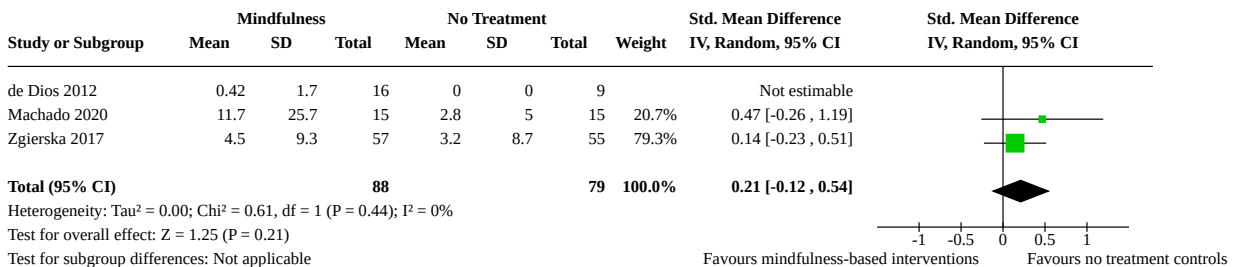 Mindfulness No Treatment Std. Mean Difference Std. Mean Difference
Study or Subgroup Mean SD Total Mean SD Total Weight IV, Random, 95% CI IV, Random, 95% CI
de Dios 2012 0.42 1.7 16 0 0 9 Not estimable
Machado 2020 11.7 25.7 15 2.8 5 15 20.7% 0.47 [-0.26 , 1.19]
Zgierska 2017 4.5 9.3 57 3.2 8.7 55 79.3% 0.14 [-0.23 , 0.51]
Total (95% CI) 88 79 100.0% 0.21 [-0.12 , 0.54]
Heterogeneity: Tau² = 0.00; Chi² = 0.61, df = 1 (P = 0.44); I² = 0%
Test for overall effect: Z = 1.25 (P = 0.21) -1 -0.5 0 0.5 1
Test for subgroup differences: Not applicable Favours mindfulness-based interventions Favours no treatment controls